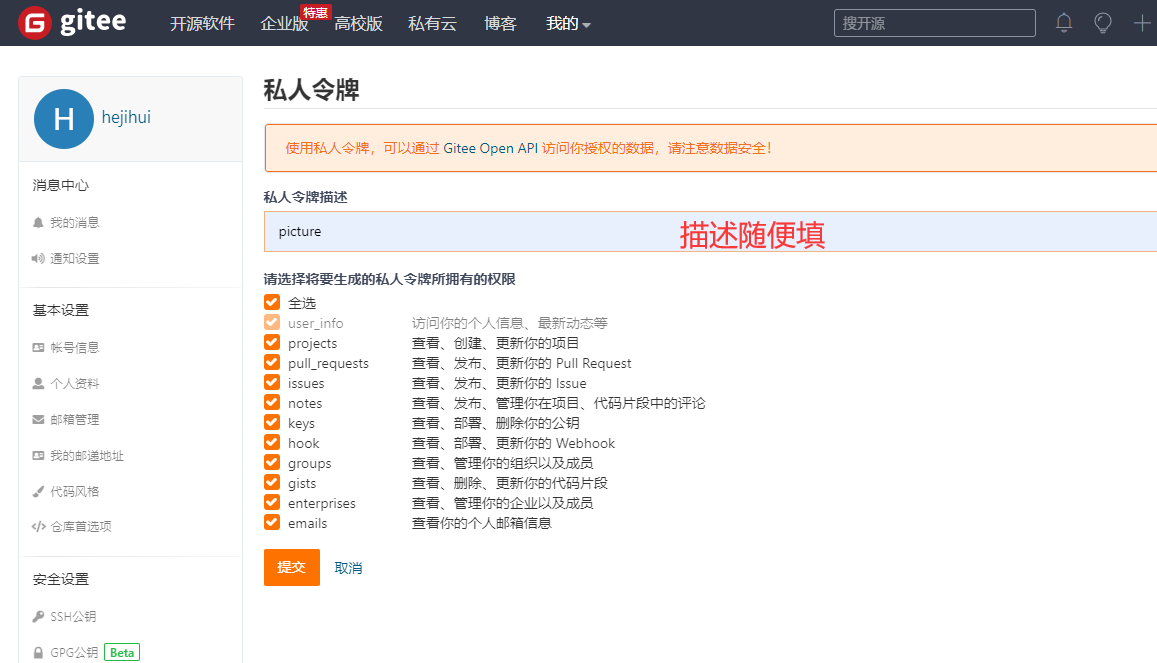 G gitee 开源软件 企业版 特惠 高校版 私有云 博客 我的 搜开源
H hejihui
消息中心
我的消息
通知设置
基本设置
帐号信息
个人资料
邮箱管理
我的邮递地址
代码风格
仓库首选项
安全设置
SSH公钥
GPG公钥 Beta
私人令牌
使用私人令牌，可以通过 Gitee Open API 访问你授权的数据，请注意数据安全！
私人令牌描述
picture 描述随便填
请选择将要生成的私人令牌所拥有的权限
全选
user_info 访问你的个人信息、最新动态等
projects 查看、创建、更新你的项目
pull_requests 查看、发布、更新你的 Pull Request
issues 查看、发布、更新你的 Issue
notes 查看、发布、管理你在项目、代码片段中的评论
keys 查看、部署、删除你的公钥
hook 查看、部署、更新你的 Webhook
groups 查看、管理你的组织以及成员
gists 查看、删除、更新你的代码片段
enterprises 查看、管理你的企业以及成员
emails 查看你的个人邮箱信息
提交 取消